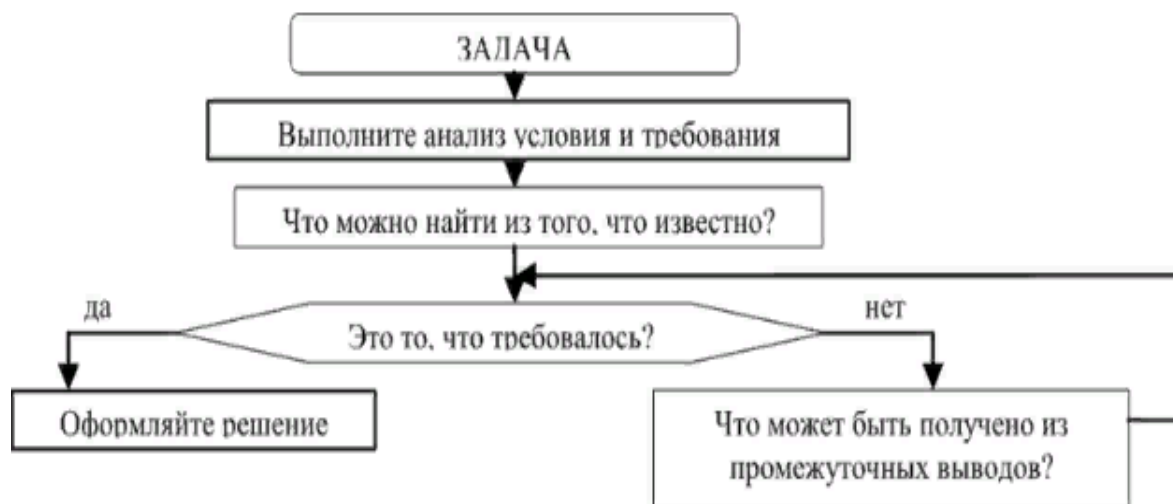 ЗАДАЧА
Выполните анализ условия и требования
Что можно найти из того, что известно?
да
нет
Это то, что требовалось?
Оформляйте решение
Что может быть получено из
промежуточных выводов?